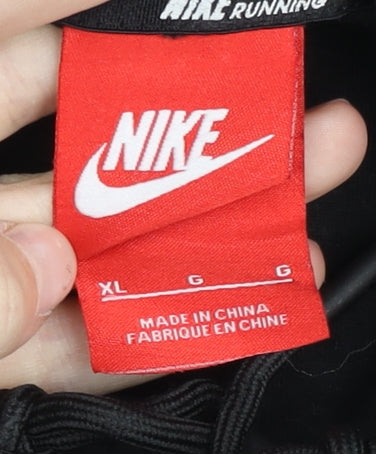 NIKE RUNNING
NIKE
XL G G
MADE IN CHINA
FABRIQUE EN CHINE